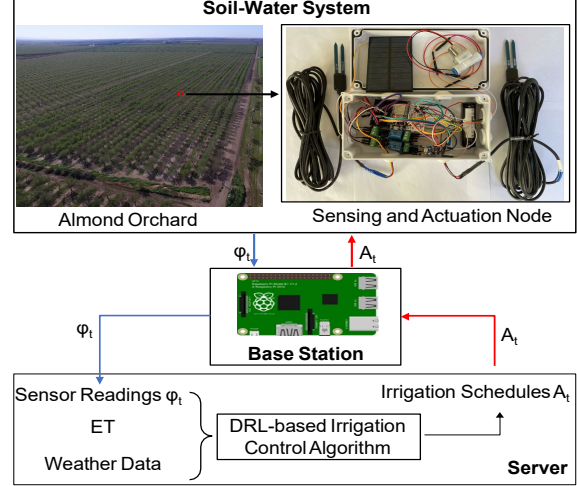 Soil-Water System
Almond Orchard
Sensing and Actuation Node
φt
At
φt
Base Station
At
Sensor Readings φt
ET
Weather Data
DRL-based Irrigation
Control Algorithm
Irrigation Schedules At
Server